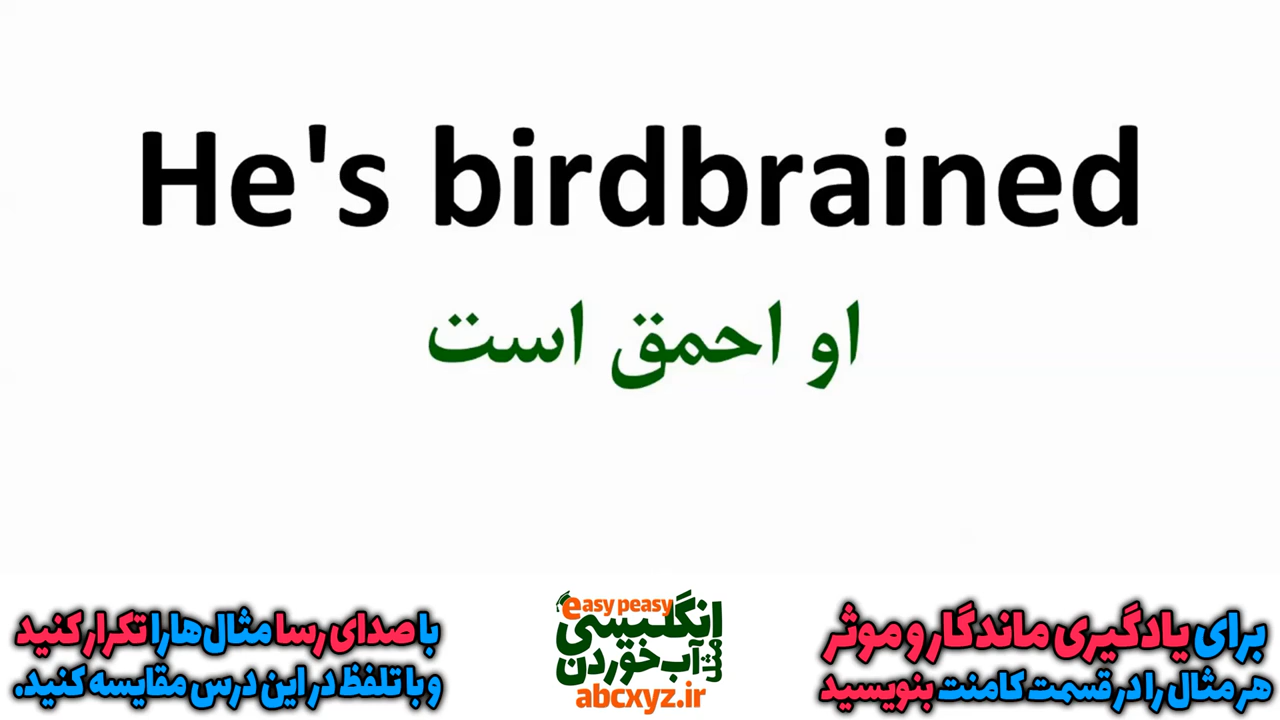 He's birdbrained
او احمق است
برای یادگیری ماندگار و موثر
هر مثال را در قسمت کامنت بنویسید
easy peasy
انگلیسی
مثل آب خوردن
abcxyz.ir
با صدای رسا مثال‌ها را تکرار کنید
و با تلفظ در این درس مقایسه کنید.